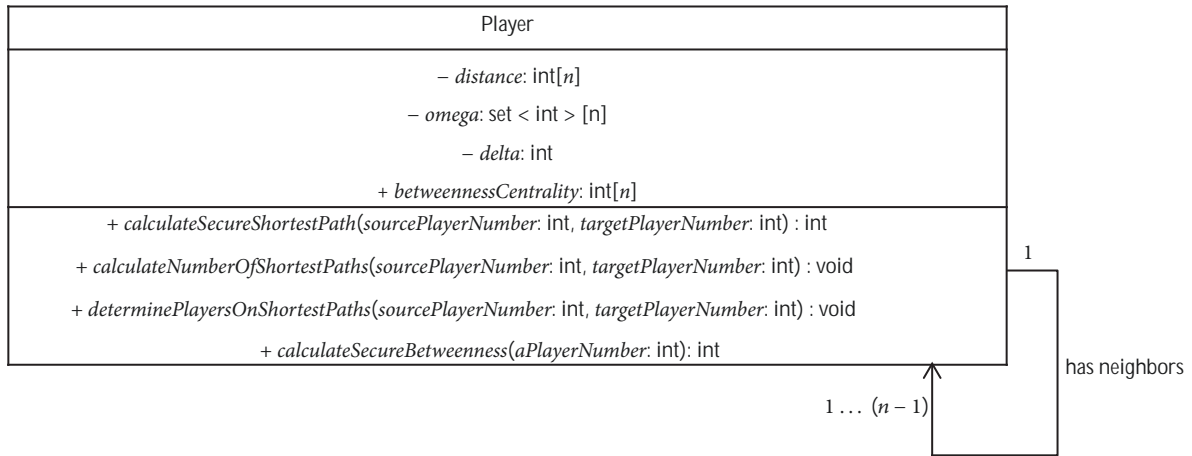 Player
– distance: int[n]
– omega: set < int > [n]
– delta: int
+ betweennessCentrality: int[n]
+ calculateSecureShortestPath(sourcePlayerNumber: int, targetPlayerNumber: int) : int
+ calculateNumberOfShortestPaths(sourcePlayerNumber: int, targetPlayerNumber: int) : void
+ determinePlayersOnShortestPaths(sourcePlayerNumber: int, targetPlayerNumber: int) : void
+ calculateSecureBetweenness(aPlayerNumber: int): int
1
has neighbors
1 … (n – 1)